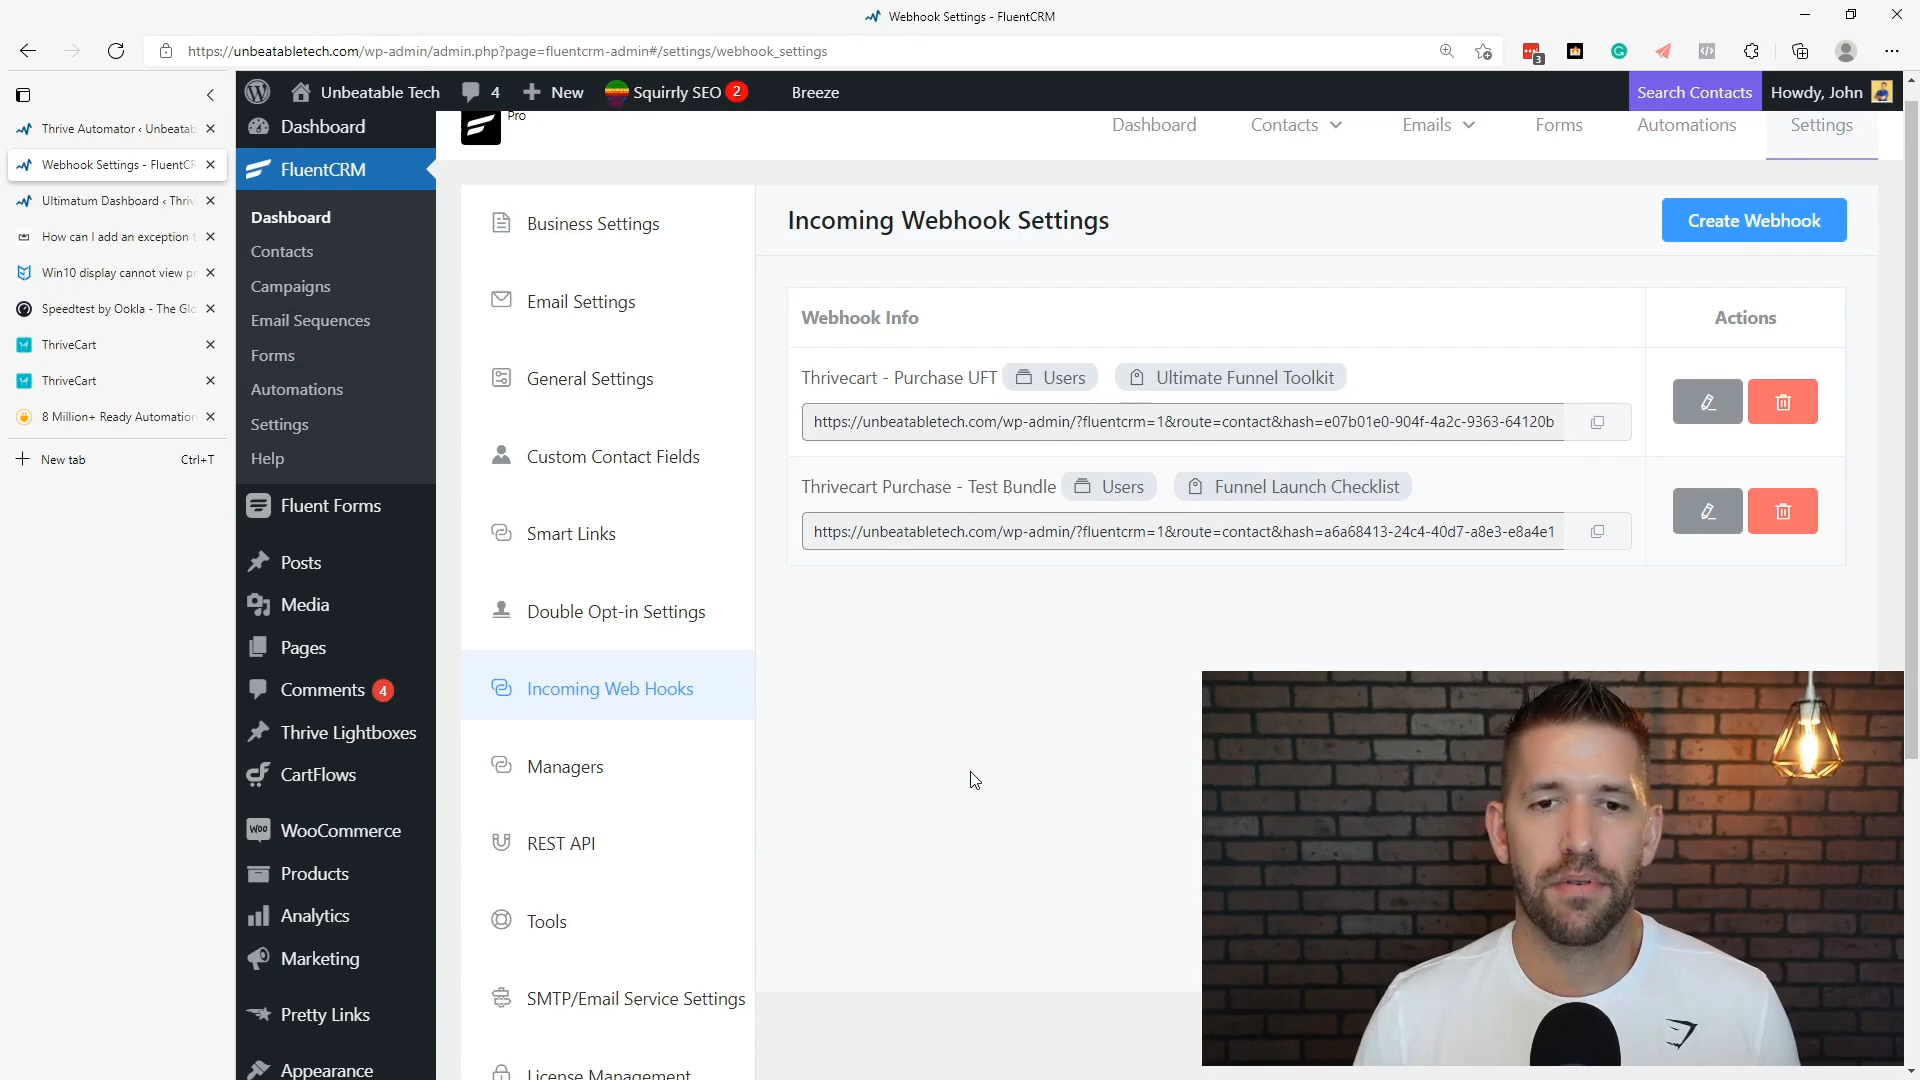 Webhook Settings - FluentCRM
https://unbeatabletech.com/wp-admin/admin.php?page=fluentcrm-admin#/settings/webhook_settings
3
Thrive Automator ‹ Unbeatab
Webhook Settings - FluentCR
Ultimatum Dashboard ‹ Thriv
How can I add an exception t
Win10 display cannot view pr
Speedtest by Ookla - The Glo
ThriveCart
ThriveCart
8 Million+ Ready Automation
New tab Ctrl+T
Unbeatable Tech 4 New Squirrly SEO 2 Breeze Search Contacts Howdy, John
Dashboard
FluentCRM
Dashboard
Contacts
Campaigns
Email Sequences
Forms
Automations
Settings
Help
Fluent Forms
Posts
Media
Pages
Comments 4
Thrive Lightboxes
CartFlows
Woo WooCommerce
Products
Analytics
Marketing
Pretty Links
Appearance
Pro
Dashboard Contacts Emails Forms Automations Settings
Business Settings
Email Settings
General Settings
Custom Contact Fields
Smart Links
Double Opt-in Settings
Incoming Web Hooks
Managers
REST API
Tools
SMTP/Email Service Settings
License Management
Incoming Webhook Settings
Create Webhook
Webhook Info Actions
Thrivecart - Purchase UFT Users Ultimate Funnel Toolkit
https://unbeatabletech.com/wp-admin/?fluentcrm=1&route=contact&hash=e07b01e0-904f-4a2c-9363-64120b
Thrivecart Purchase - Test Bundle Users Funnel Launch Checklist
https://unbeatabletech.com/wp-admin/?fluentcrm=1&route=contact&hash=a6a68413-24c4-40d7-a8e3-e8a4e1